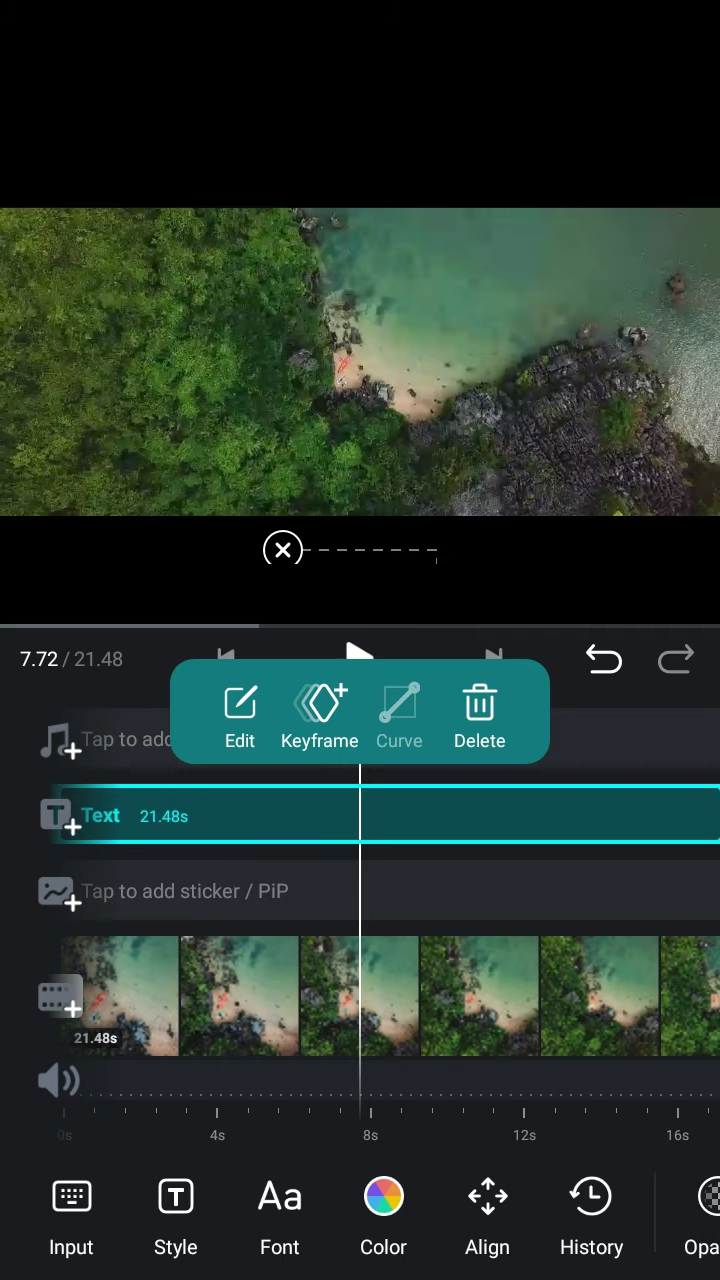 7.72 / 21.48
Edit
Keyframe
Curve
Delete
Tap to add
Text 21.48s
Tap to add sticker / PiP
21.48s
0s 4s 8s 12s 16s
Input
Style
Font
Color
Align
History
Opa